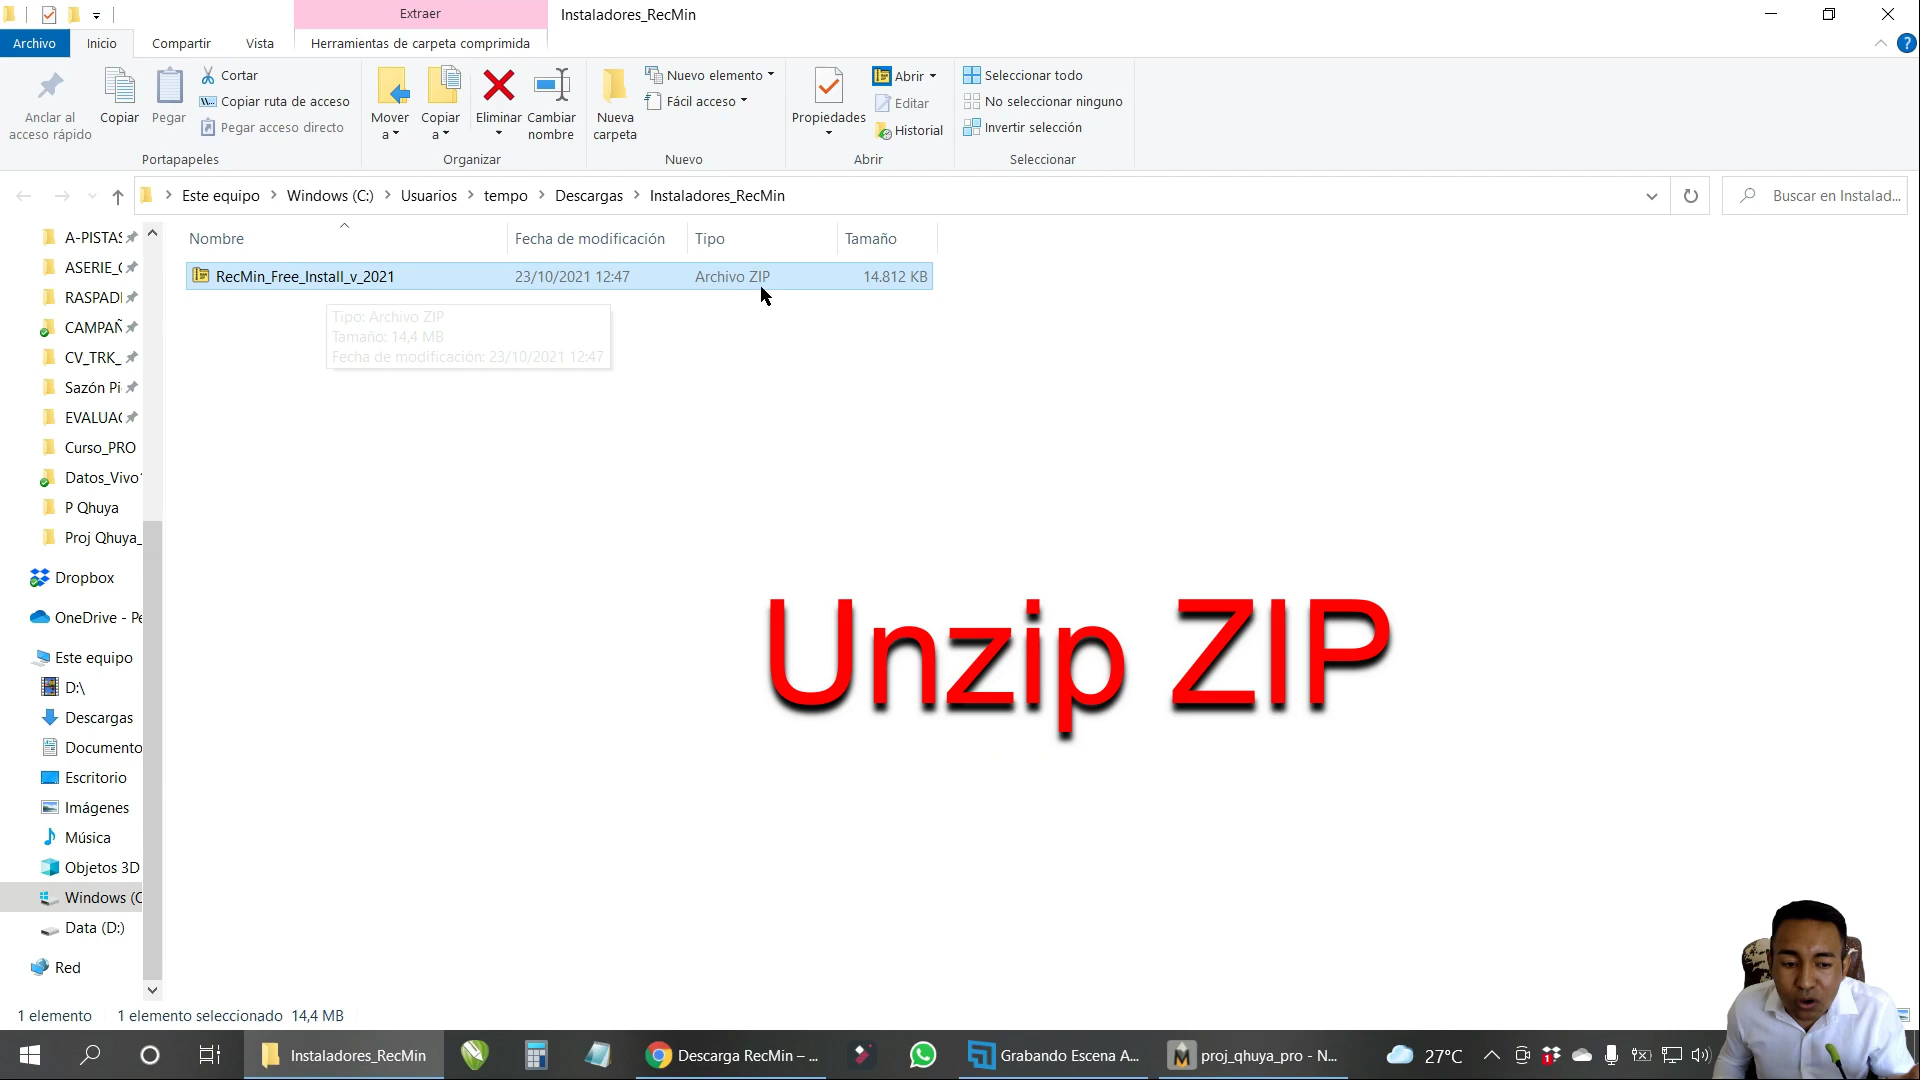 Extraer
Instaladores_RecMin
Archivo
Inicio
Compartir
Vista
Herramientas de carpeta comprimida
?
Anclar al
acceso rápido
Copiar
Pegar
Cortar
Copiar ruta de acceso
Pegar acceso directo
Portapapeles
Mover
a
Copiar
a
Eliminar
Cambiar
nombre
Organizar
Nueva
carpeta
Nuevo elemento
Fácil acceso
Nuevo
Propiedades
Abrir
Editar
Historial
Abrir
Seleccionar todo
No seleccionar ninguno
Invertir selección
Seleccionar
Este equipo > Windows (C:) > Usuarios > tempo > Descargas > Instaladores_RecMin
Buscar en Instalad...
Nombre
Fecha de modificación
Tipo
Tamaño
RecMin_Free_Install_v_2021
23/10/2021 12:47
Archivo ZIP
14.812 KB
Tipo: Archivo ZIP
Tamaño: 14,4 MB
Fecha de modificación: 23/10/2021 12:47
A-PISTAS
ASERIE_
RASPADI
CAMPAÑ
CV_TRK_
Sazón Pi
EVALUAC
Curso_PRO
Datos_Vivo
P Qhuya
Proj Qhuya_
Dropbox
OneDrive - Pe
Este equipo
D:\
Descargas
Documento
Escritorio
Imágenes
Música
Objetos 3D
Windows (C
Data (D:)
Red
Unzip ZIP
1 elemento
1 elemento seleccionado 14,4 MB
Instaladores_RecMin
Descarga RecMin – ...
Grabando Escena A...
proj_qhuya_pro - N...
27°C
1